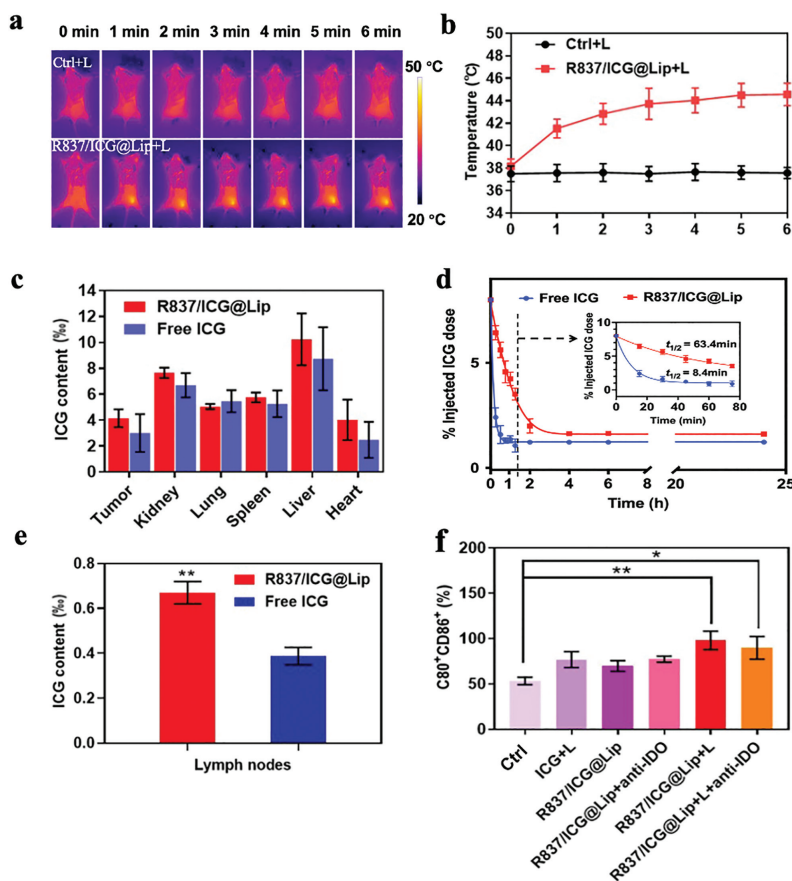 a
0 min 1 min 2 min 3 min 4 min 5 min 6 min
Ctrl+L
R837/ICG@Lip+L
50 °C
20 °C
b
Ctrl+L
R837/ICG@Lip+L
Temperature (℃)
48
44
42
40
38
36
34
0 1 2 3 4 5 6
c
R837/ICG@Lip
Free ICG
ICG content (‰)
14
12
10
8
6
4
2
0
Tumor
Kidney
Lung
Spleen
Liver
Heart
d
Free ICG
R837/ICG@Lip
% Injected ICG dose
5
0
0 1 2 4 6 8 20 25
Time (h)
% Injected ICG dose
10
8
6
4
2
0
t1/2 = 63.4min
t1/2 = 8.4min
0 25 50 75
Time (min)
e
**
R837/ICG@Lip
Free ICG
ICG content (‰)
0.8
0.6
0.4
0.2
0.0
Lymph nodes
f
*
**
C80+CD86+ (%)
200
150
100
50
0
Ctrl
ICG+L
R837/ICG@Lip
R837/ICG@Lip+anti-IDO
R837/ICG@Lip+L
R837/ICG@Lip+L+anti-IDO